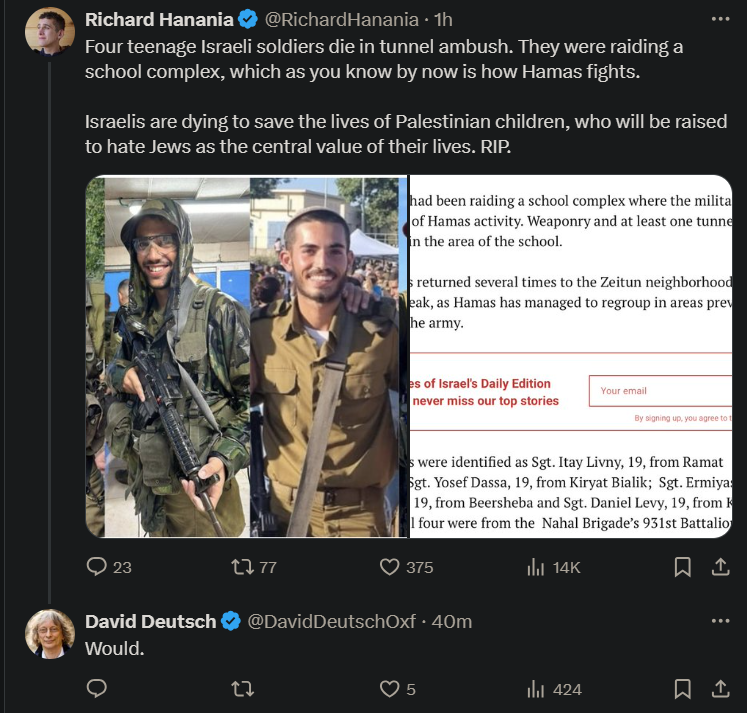 Richard Hanania @RichardHanania · 1h
Four teenage Israeli soldiers die in tunnel ambush. They were raiding a
school complex, which as you know by now is how Hamas fights.
Israelis are dying to save the lives of Palestinian children, who will be raised
to hate Jews as the central value of their lives. RIP.
had been raiding a school complex where the milita
of Hamas activity. Weaponry and at least one tunne
in the area of the school.
s returned several times to the Zeitun neighborhood
eak, as Hamas has managed to regroup in areas prev
he army.
es of Israel's Daily Edition
never miss our top stories
Your email
By signing up, you agree to t
s were identified as Sgt. Itay Livny, 19, from Ramat
Sgt. Yosef Dassa, 19, from Kiryat Bialik; Sgt. Ermiyas
19, from Beersheba and Sgt. Daniel Levy, 19, from K
l four were from the Nahal Brigade's 931st Battalio
23 77 375 14K
David Deutsch @DavidDeutschOxf · 40m
Would.
5 424